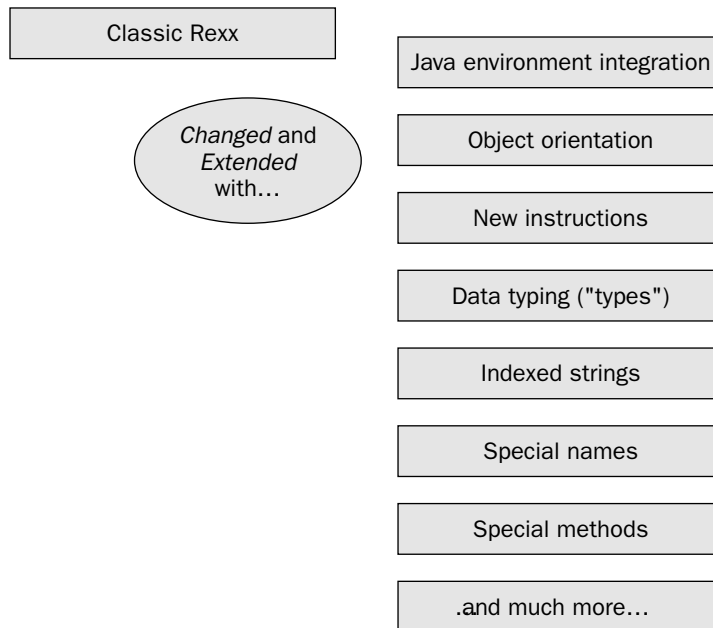 Classic Rexx
Changed and
Extended
with…
Java environment integration
Object orientation
New instructions
Data typing ("types")
Indexed strings
Special names
Special methods
.and much more…